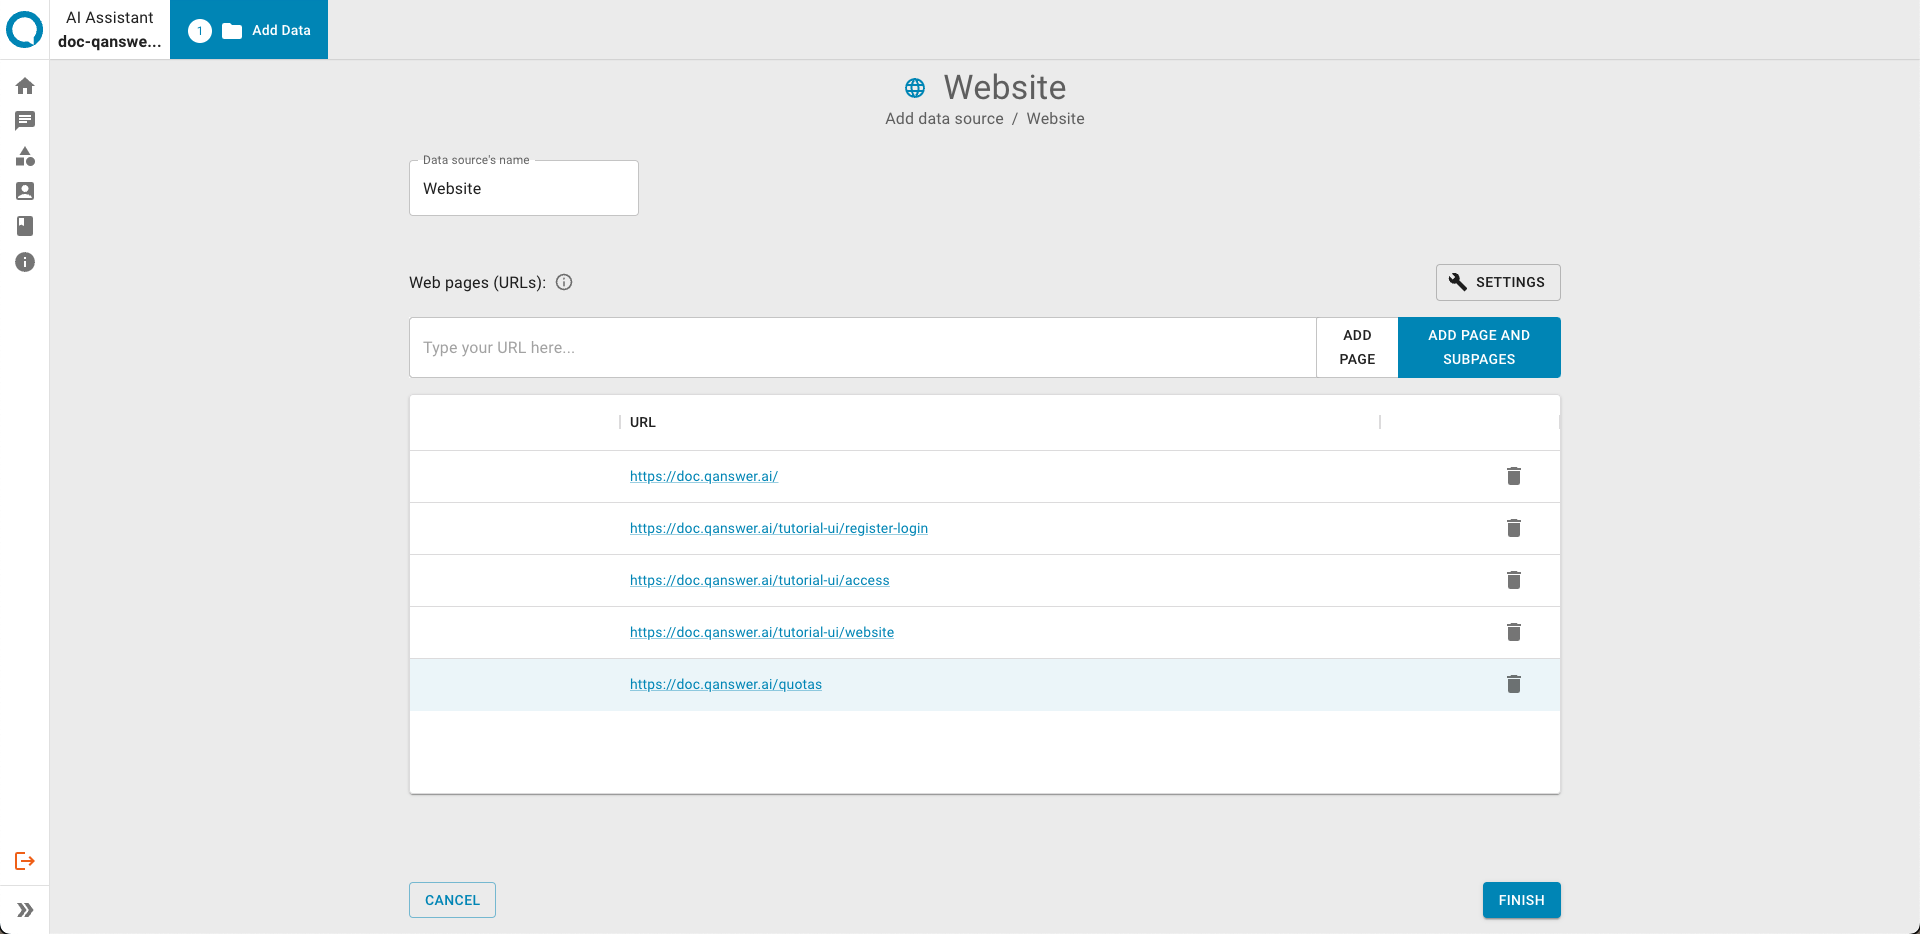 AI Assistant
doc-qanswe...
1 Add Data
Website
Add data source / Website
Data source's name
Website
Web pages (URLs):
SETTINGS
Type your URL here...
ADD PAGE
ADD PAGE AND SUBPAGES
URL
https://doc.qanswer.ai/
https://doc.qanswer.ai/tutorial-ui/register-login
https://doc.qanswer.ai/tutorial-ui/access
https://doc.qanswer.ai/tutorial-ui/website
https://doc.qanswer.ai/quotas
CANCEL
FINISH